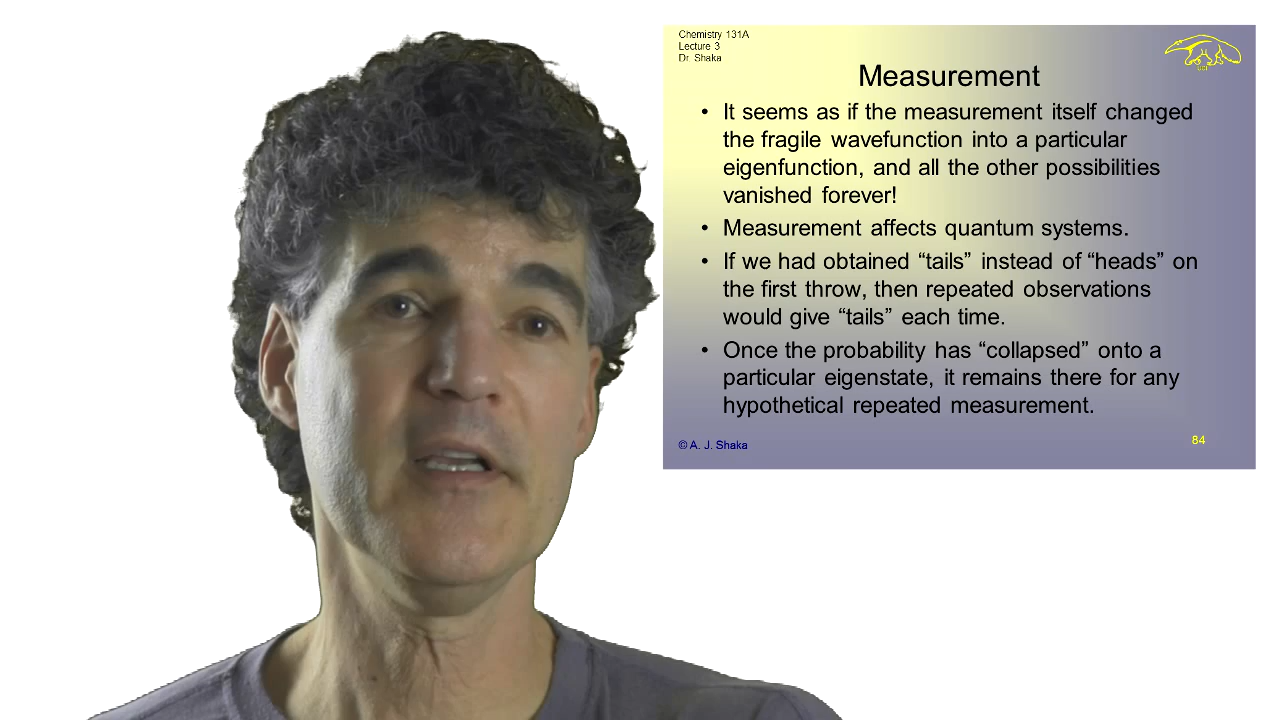 Chemistry 131A
Lecture 3
Dr. Shaka
UCI
Measurement
• It seems as if the measurement itself changed
the fragile wavefunction into a particular
eigenfunction, and all the other possibilities
vanished forever!
• Measurement affects quantum systems.
• If we had obtained “tails” instead of “heads” on
the first throw, then repeated observations
would give “tails” each time.
• Once the probability has “collapsed” onto a
particular eigenstate, it remains there for any
hypothetical repeated measurement.
© A. J. Shaka
84